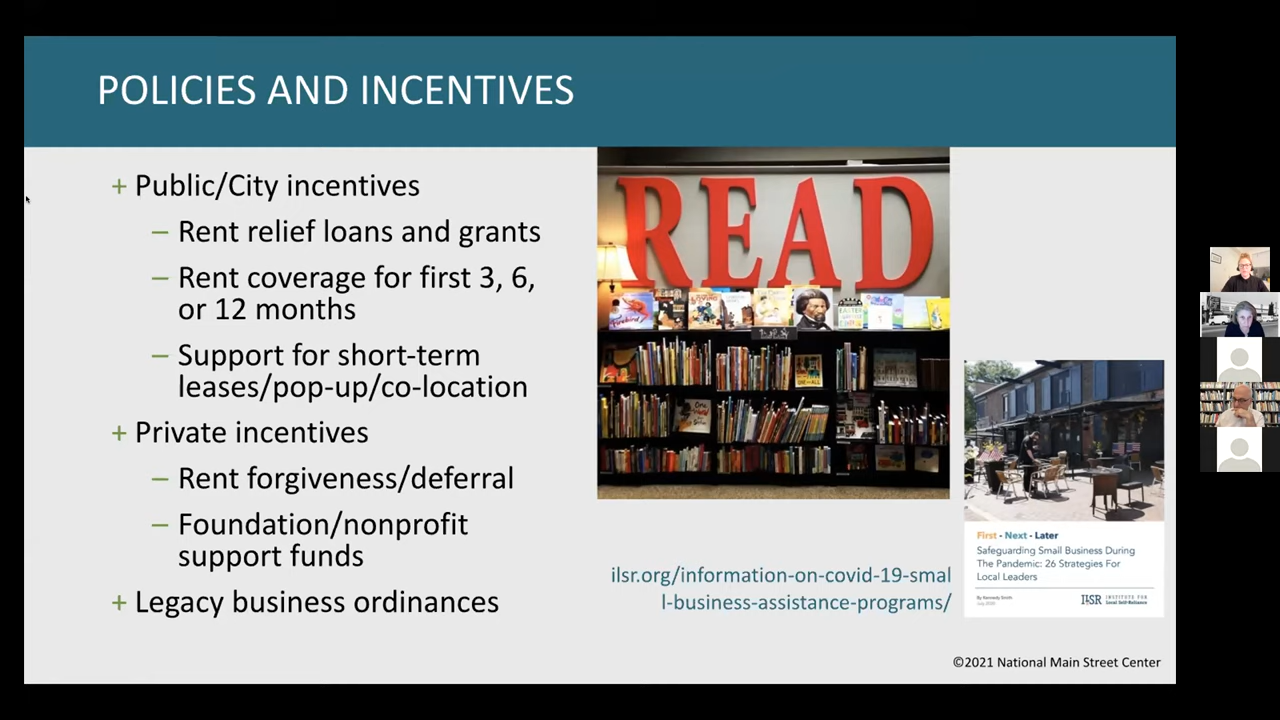 POLICIES AND INCENTIVES
+ Public/City incentives
– Rent relief loans and grants
– Rent coverage for first 3, 6,
or 12 months
– Support for short-term
leases/pop-up/co-location
+ Private incentives
– Rent forgiveness/deferral
– Foundation/nonprofit
support funds
+ Legacy business ordinances
READ
ilsr.org/information-on-covid-19-smal
l-business-assistance-programs/
First - Next - Later
Safeguarding Small Business During
The Pandemic: 26 Strategies For
Local Leaders
By Kennedy Smith
July 2020
ILSR INSTITUTE FOR
Local Self-Reliance
©2021 National Main Street Center